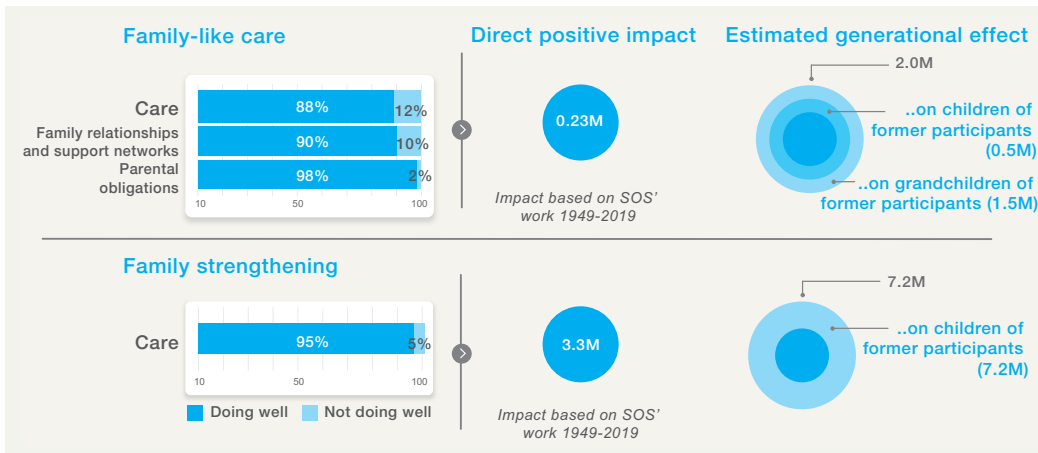 Family-like care
Direct positive impact
Estimated generational effect
Care
88%
12%
Family relationships
and support networks
90%
10%
Parental
obligations
98%
2%
10
50
100
0.23M
Impact based on SOS’
work 1949-2019
2.0M
..on children of
former participants
(0.5M)
..on grandchildren of
former participants (1.5M)
Family strengthening
Care
95%
5%
10
50
100
Doing well
Not doing well
3.3M
Impact based on SOS’
work 1949-2019
7.2M
..on children of
former participants
(7.2M)